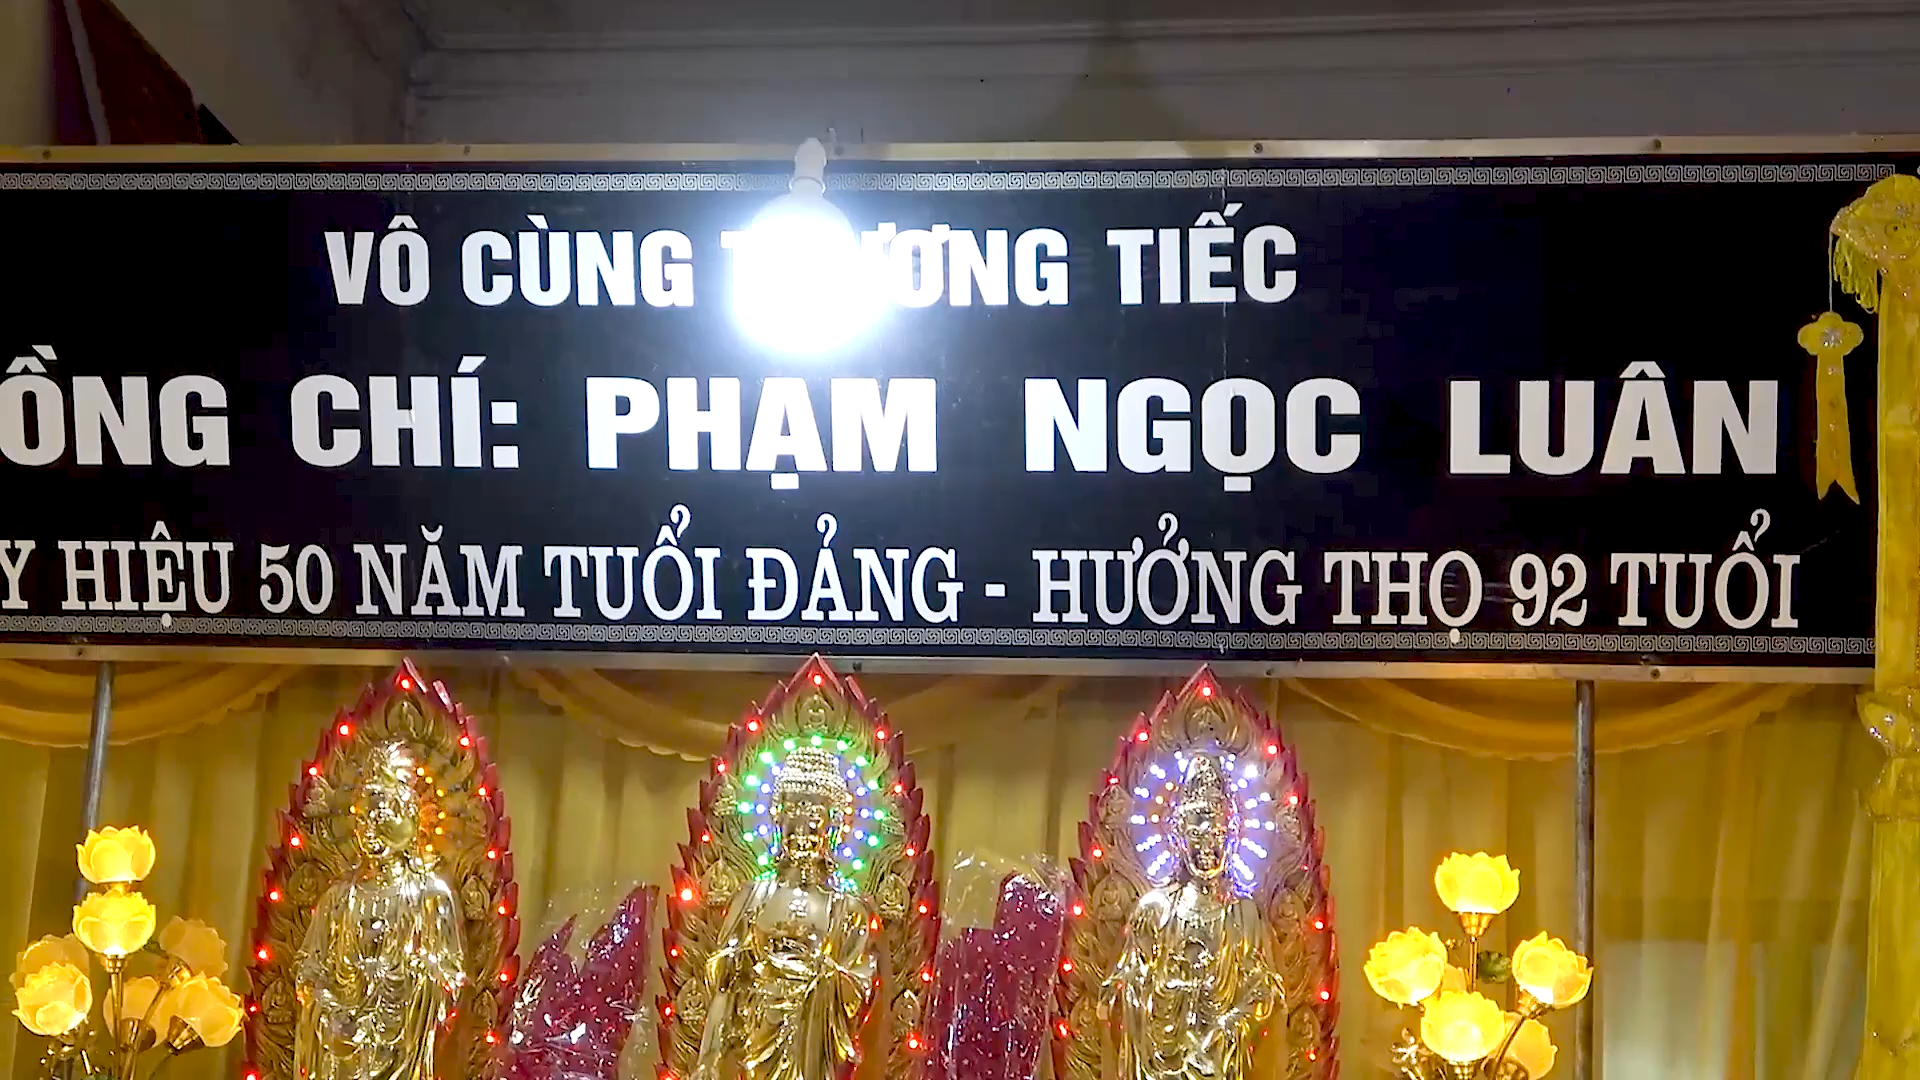 VÔ CÙNG TIẾC
ỒNG CHÍ: PHẠM NGỌC LUÂN
Y HIỆU 50 NĂM TUỔI ĐẢNG - HƯỞNG THỌ 92 TUỔI